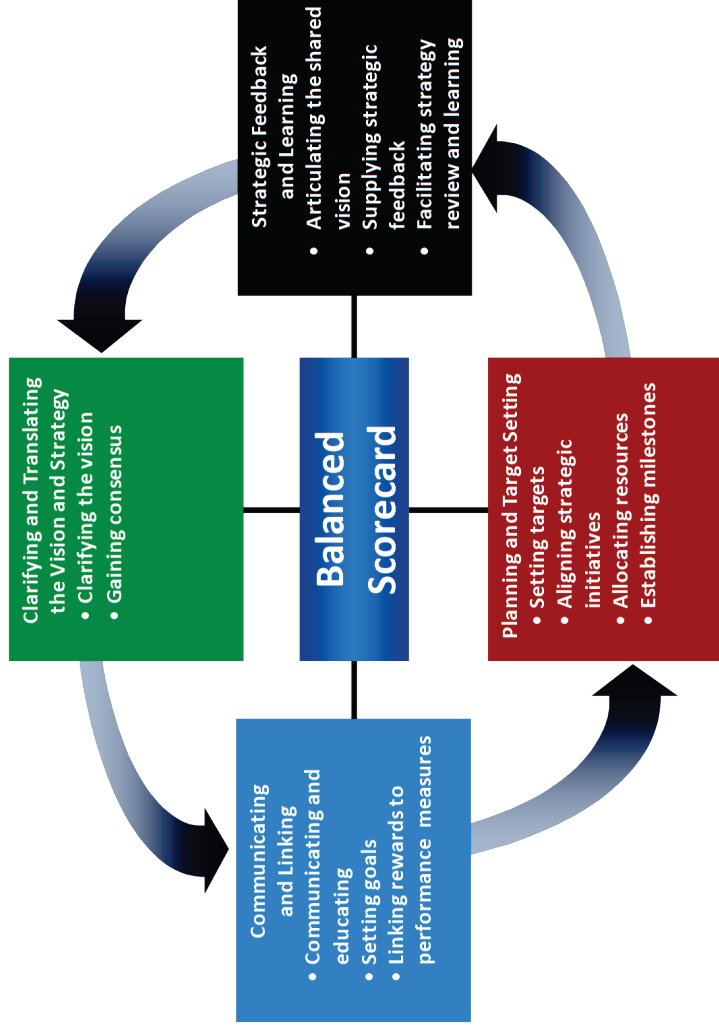 Clarifying and Translating
the Vision and Strategy
• Clarifying the vision
• Gaining consensus
Communicating
and Linking
• Communicating and
educating
• Setting goals
• Linking rewards to
performance measures
Balanced
Scorecard
Strategic Feedback
and Learning
• Articulating the shared
vision
• Supplying strategic
feedback
• Facilitating strategy
review and learning
Planning and Target Setting
• Setting targets
• Aligning strategic
initiatives
• Allocating resources
• Establishing milestones